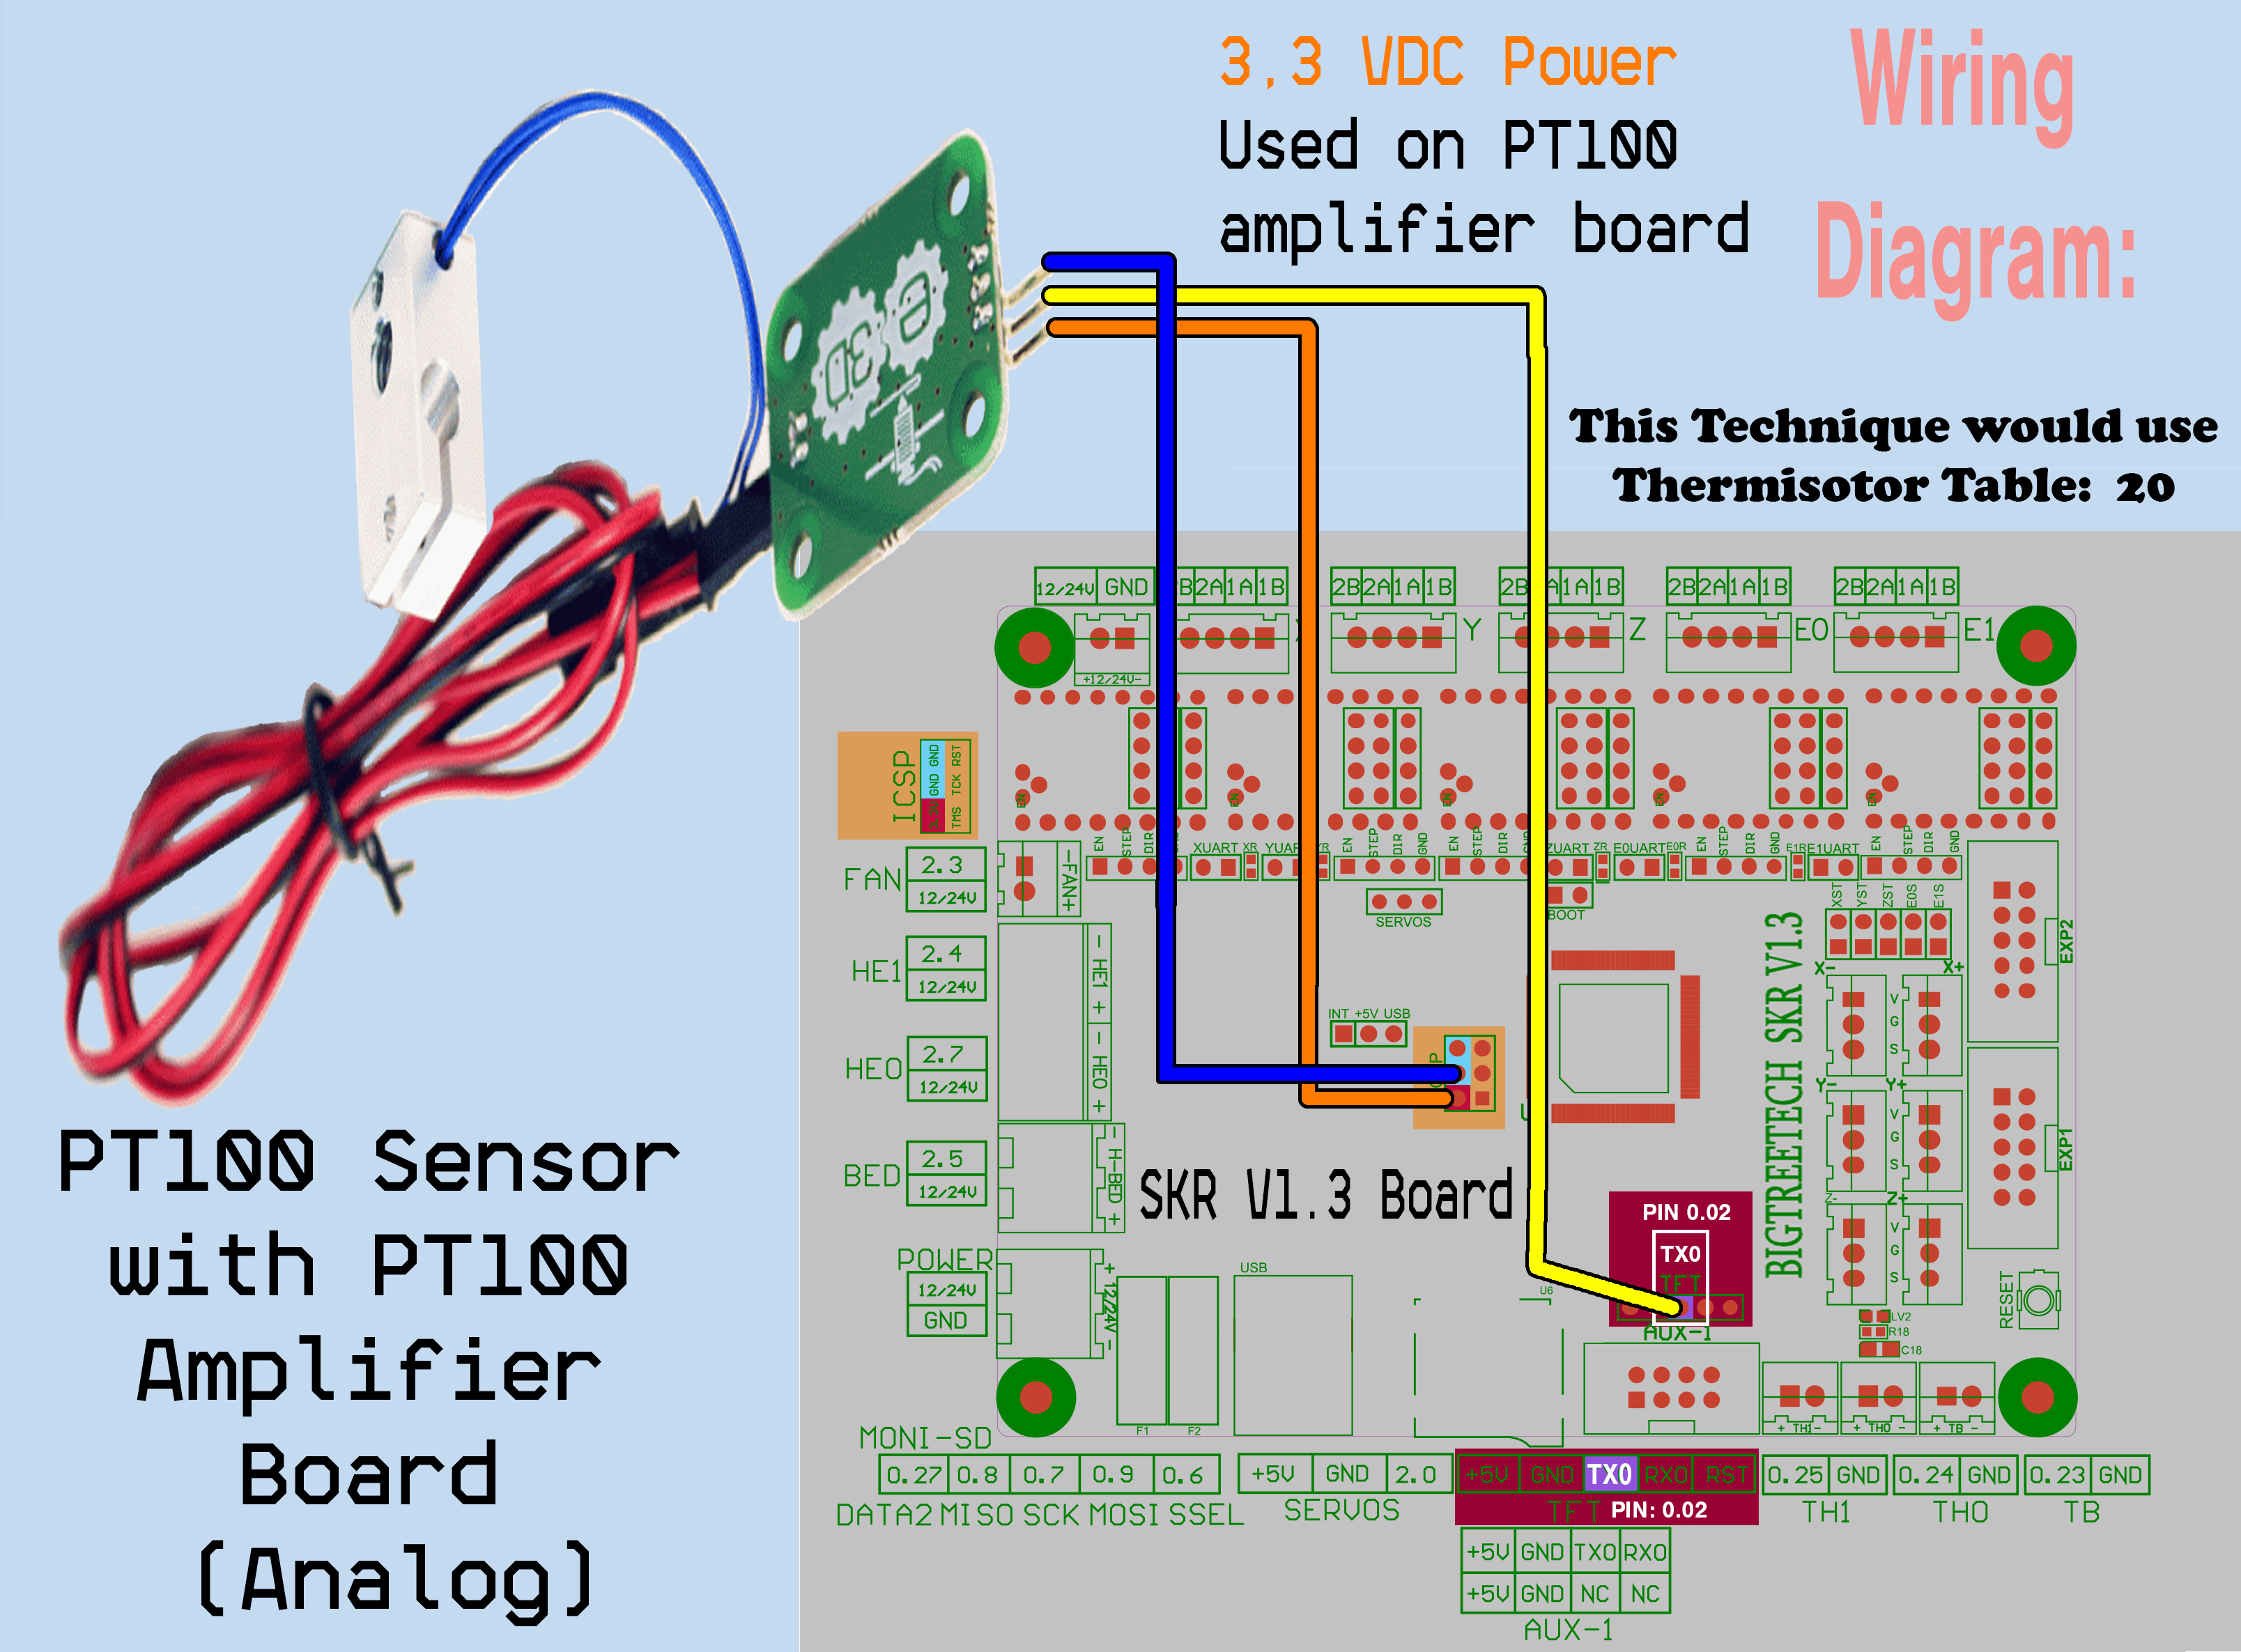 3,3 VDC Power
Used on PT100
amplifier board
Wiring
Diagram:
This Technique would use
Thermisotor Table: 20
PT100 Sensor
with PT100
Amplifier
Board
(Analog)
12/24V GND B 2A 1A 1B 2B 2A 1A 1B 2B A 1B 2B 2A 1A 1B 2B 2A 1A 1B
Y Z E0 E1
+12/24V-
ICSP
GND GND
GND TCK RST
TMS
EN EN EN EN EN
EN STEP DIR
XUART XR YUAR
EN STEP DIR GND
EN STEP DIR
ZUART ZR E0UART E0R
EN STEP DIR GND
E1R E1UART
EN STEP DIR GND
FAN 2.3
12/24V
-FAN+
SERVOS
BOOT
XST YST ZST E0S E1S
HE1 2.4
12/24V
- HE1 +
HE0 2.7
12/24V
- HE0 +
BED 2.5
12/24V
- H-BED +
INT +5V USB
BIGTREETECH SKR V1.3
X- X+
V G S
Y- Y+
V G S
Z- Z+
V G S
EXP2
EXP1
SKR V1.3 Board
PIN 0.02
TX0
TFT
AUX-1
POWER
12/24V
GND
+ 12/24V -
USB
U6
LV2
R18
C18
RESET
F1 F2
+ TH1 -
+ TH0 -
+ TB -
MONI-SD
0.27 0.8 0.7 0.9 0.6
DATA2 MISO SCK MOSI SSEL
+5V GND 2.0
SERVOS
+5V GND TX0 RX0 RST
TFT PIN: 0.02
0.25 GND 0.24 GND 0.23 GND
TH1 TH0 TB
+5V GND TX0 RX0
+5V GND NC NC
AUX-1